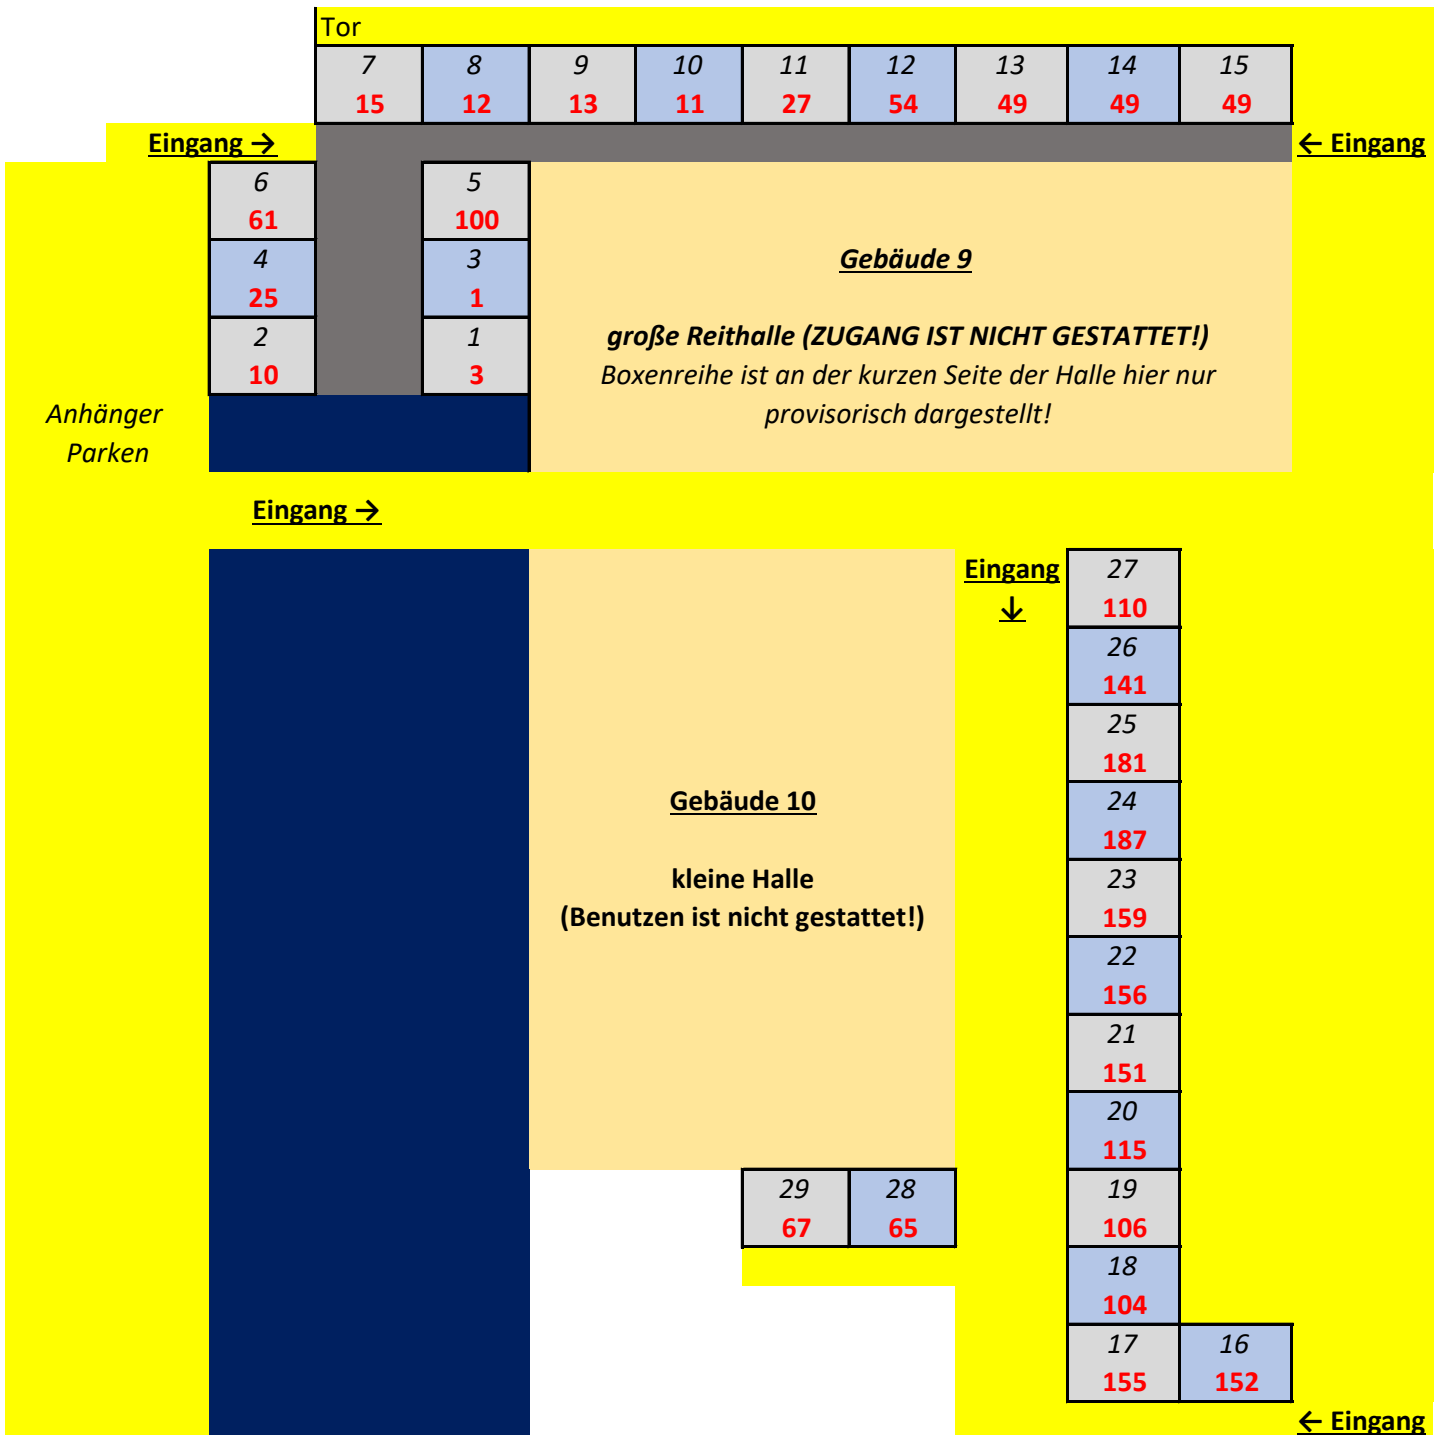 Tor
7 8 9 10 11 12 13 14 15
15 12 13 11 27 54 49 49 49
Eingang → ← Eingang
6 5
61 100
4 3
25 1
2 1
10 3
Gebäude 9
große Reithalle (ZUGANG IST NICHT GESTATTET!)
Boxenreihe ist an der kurzen Seite der Halle hier nur
provisorisch dargestellt!
Anhänger
Parken
Eingang →
Eingang
↓
Gebäude 10
kleine Halle
(Benutzen ist nicht gestattet!)
27
110
26
141
25
181
24
187
23
159
22
156
21
151
20
115
29 28 19
67 65 106
18
104
17 16
155 152
← Eingang